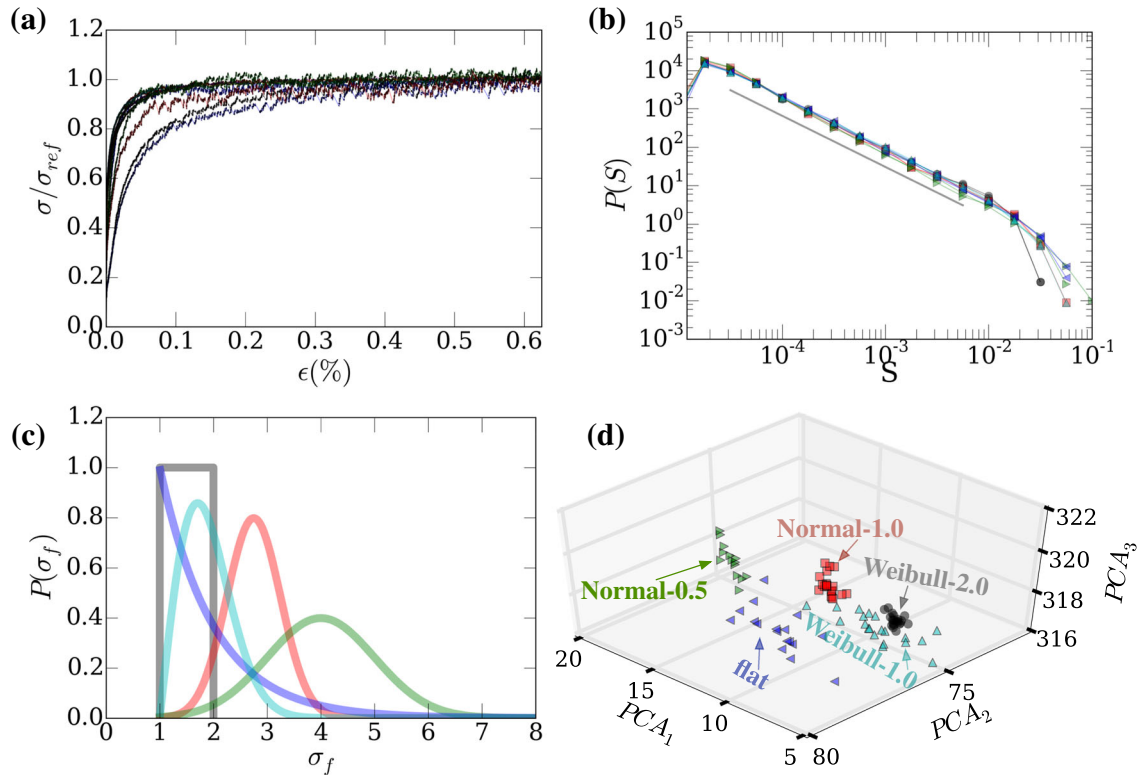 (a)
1.2
1.0
0.8
0.6
0.4
0.2
0.0
σ/σ_ref
0.0 0.1 0.2 0.3 0.4 0.5 0.6
ϵ(%)
(b)
10^5
10^4
10^3
10^2
10^1
10^0
10^-1
10^-2
10^-3
P(S)
10^-4 10^-3 10^-2 10^-1
S
(c)
1.2
1.0
0.8
0.6
0.4
0.2
0.0
P(σ_f)
0 1 2 3 4 5 6 7 8
σ_f
(d)
Normal-1.0
Weibull-2.0
Normal-0.5
Weibull-1.0
flat
322
320
318
316
PCA_3
20
15
10
5
PCA_1
80
75
PCA_2